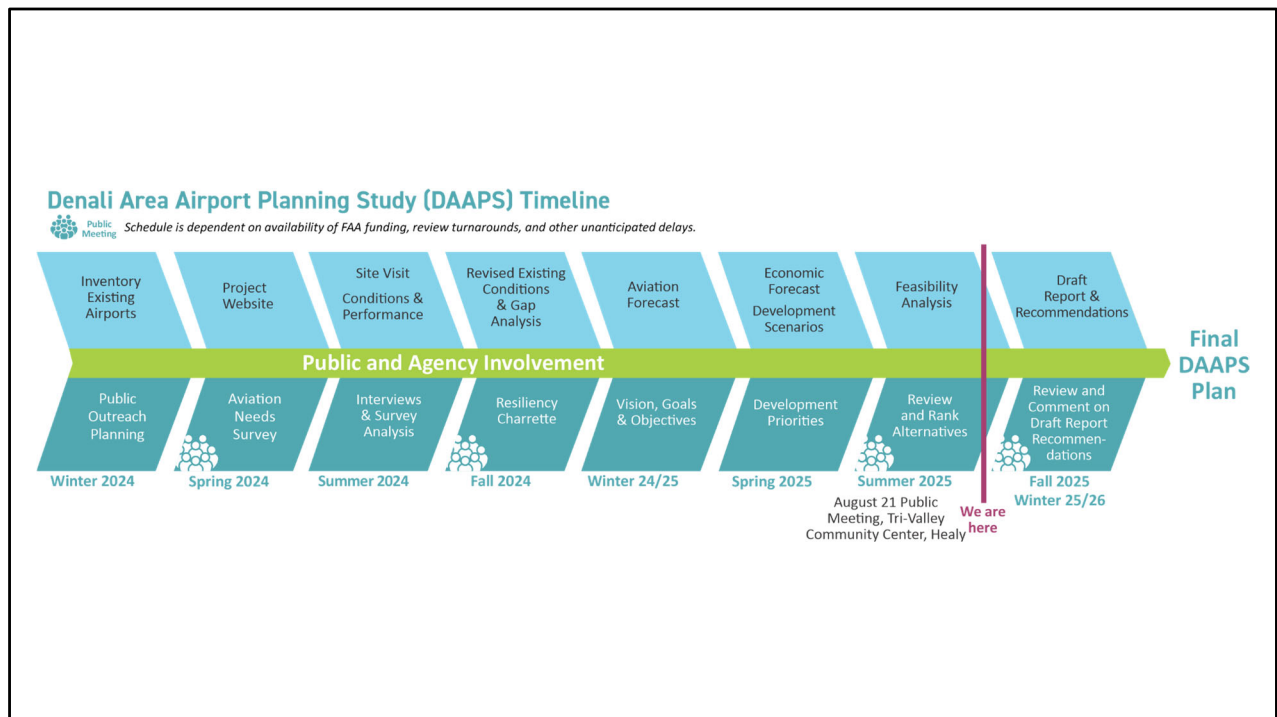 Denali Area Airport Planning Study (DAAPS) Timeline
Public
Meeting
Schedule is dependent on availability of FAA funding, review turnarounds, and other unanticipated delays.
Inventory
Existing
Airports
Project
Website
Site Visit
Conditions &
Performance
Revised Existing
Conditions
& Gap
Analysis
Aviation
Forecast
Economic
Forecast
Development
Scenarios
Feasibility
Analysis
Draft
Report &
Recommendations
Public and Agency Involvement
Final
DAAPS
Plan
Public
Outreach
Planning
Aviation
Needs
Survey
Interviews
& Survey
Analysis
Resiliency
Charrette
Vision, Goals
& Objectives
Development
Priorities
Review
and Rank
Alternatives
Review and
Comment on
Draft Report
Recommen-
dations
Winter 2024
Spring 2024
Summer 2024
Fall 2024
Winter 24/25
Spring 2025
Summer 2025
Fall 2025
Winter 25/26
August 21 Public
Meeting, Tri-Valley
Community Center, Healy
We are
here